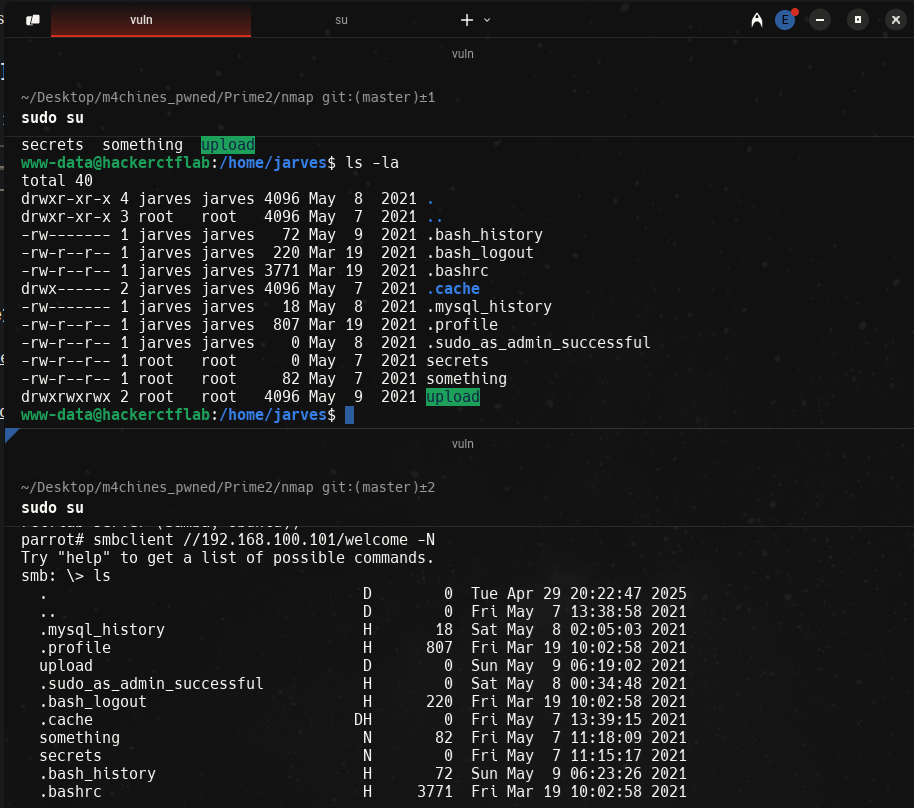 vuln su
E
vuln
~/Desktop/m4chines_pwned/Prime2/nmap git:(master)±1
sudo su
secrets  something  upload
www-data@hackerctflab:/home/jarves$ ls -la
total 40
drwxr-xr-x 4 jarves jarves 4096 May  8  2021 .
drwxr-xr-x 3 root   root   4096 May  7  2021 ..
-rw------- 1 jarves jarves   72 May  9  2021 .bash_history
-rw-r--r-- 1 jarves jarves  220 Mar 19  2021 .bash_logout
-rw-r--r-- 1 jarves jarves 3771 Mar 19  2021 .bashrc
drwx------ 2 jarves jarves 4096 May  7  2021 .cache
-rw------- 1 jarves jarves   18 May  8  2021 .mysql_history
-rw-r--r-- 1 jarves jarves  807 Mar 19  2021 .profile
-rw-r--r-- 1 jarves jarves    0 May  8  2021 .sudo_as_admin_successful
-rw-r--r-- 1 root   root      0 May  7  2021 secrets
-rw-r--r-- 1 root   root     82 May  7  2021 something
drwxrwxrwx 2 root   root   4096 May  9  2021 upload
www-data@hackerctflab:/home/jarves$
vuln
~/Desktop/m4chines_pwned/Prime2/nmap git:(master)±2
sudo su
parrot# smbclient //192.168.100.101/welcome -N
Try "help" to get a list of possible commands.
smb: \> ls
.                                   D        0  Tue Apr 29 20:22:47 2025
..                                  D        0  Fri May  7 13:38:58 2021
.mysql_history                      H       18  Sat May  8 02:05:03 2021
.profile                            H      807  Fri Mar 19 10:02:58 2021
upload                              D        0  Sun May  9 06:19:02 2021
.sudo_as_admin_successful           H        0  Sat May  8 00:34:48 2021
.bash_logout                        H      220  Fri Mar 19 10:02:58 2021
.cache                             DH        0  Fri May  7 13:39:15 2021
something                           N       82  Fri May  7 11:18:09 2021
secrets                             N        0  Fri May  7 11:15:17 2021
.bash_history                       H       72  Sun May  9 06:23:26 2021
.bashrc                             H     3771  Fri Mar 19 10:02:58 2021